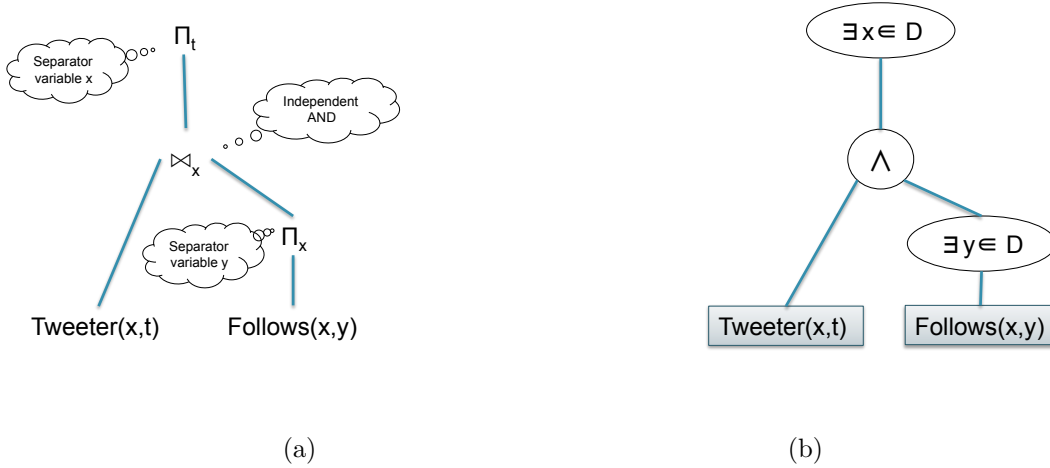 Π_t
Separator
variable x
Independent
AND
⋈_x
Separator
variable y
Π_x
Tweeter(x,t)
Follows(x,y)
(a)
∃ x ∈ D
∧
∃ y ∈ D
Tweeter(x,t)
Follows(x,y)
(b)